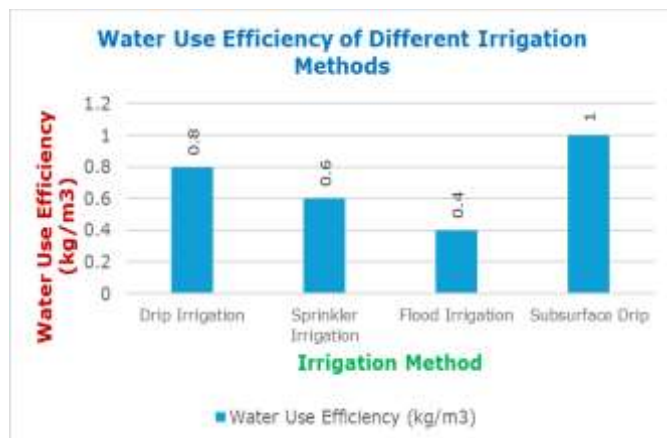 Water Use Efficiency of Different Irrigation
Methods
Water Use Efficiency
(kg/m3)
1.2
1
0.8
0.6
0.4
0.2
0
0.8
0.6
0.4
1
Drip Irrigation
Sprinkler
Irrigation
Flood Irrigation
Subsurface Drip
Irrigation Method
Water Use Efficiency (kg/m3)